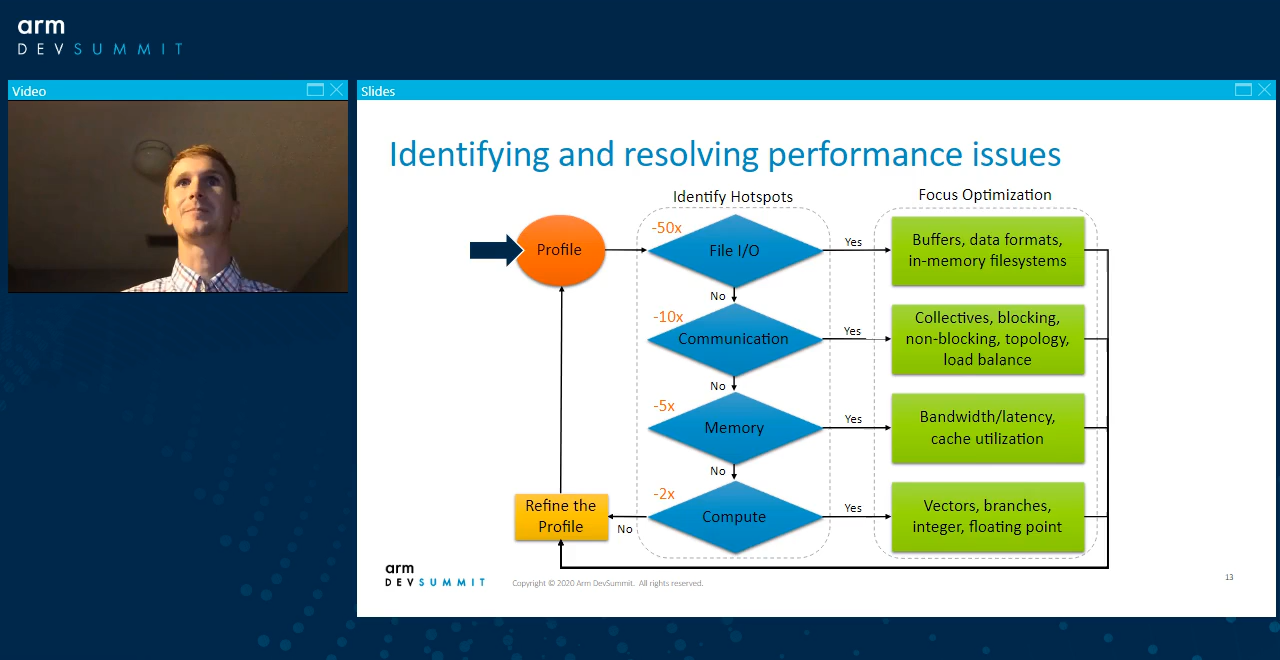 arm
DEVSUMMIT
Video
Slides
Identifying and resolving performance issues
Identify Hotspots
Focus Optimization
Profile
-50x
File I/O
Yes
Buffers, data formats,
in-memory filesystems
No
-10x
Communication
Yes
Collectives, blocking,
non-blocking, topology,
load balance
No
-5x
Memory
Yes
Bandwidth/latency,
cache utilization
No
-2x
Compute
Yes
Vectors, branches,
integer, floating point
No
Refine the
Profile
arm
DEVSUMMIT
Copyright © 2020 Arm DevSummit. All rights reserved.
13